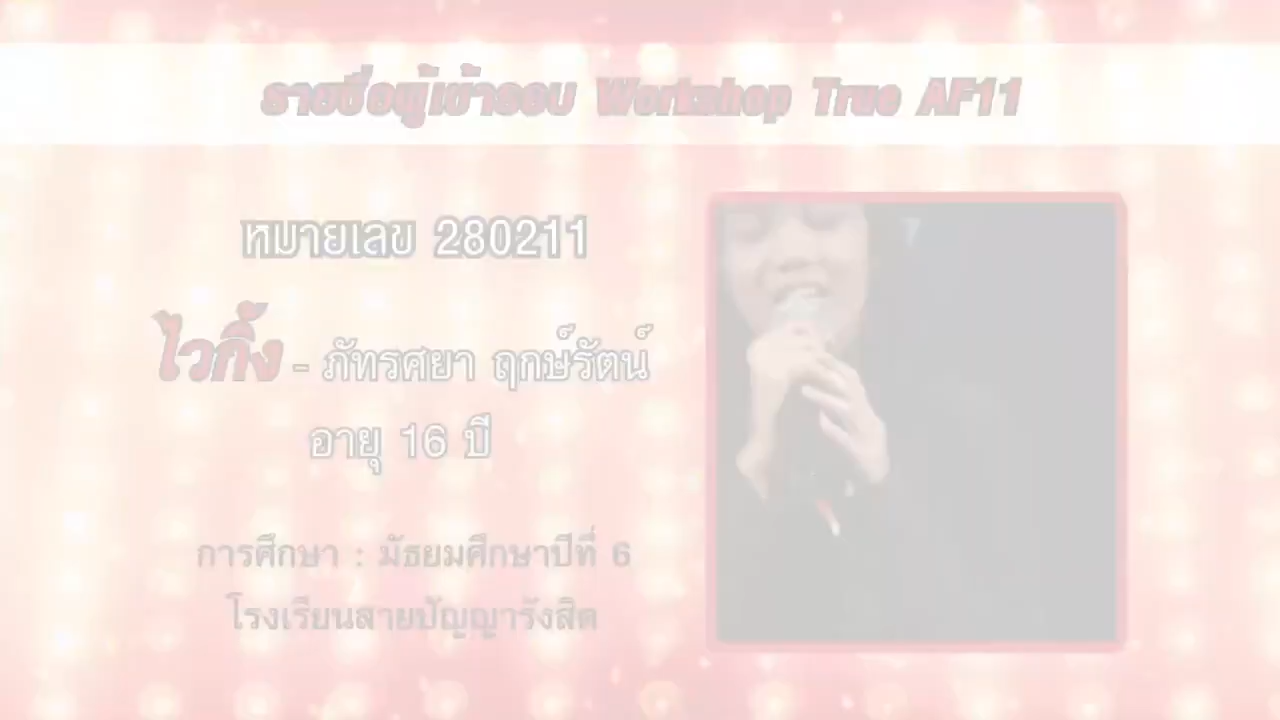 รายชื่อผู้เข้ารอบ Workshop True AF11
หมายเลข 280211
ไวกิ้ง - ภัทรศยา ฤกษ์รัตน์
อายุ 16 ปี
การศึกษา : มัธยมศึกษาปีที่ 6
โรงเรียนสายปัญญารังสิต